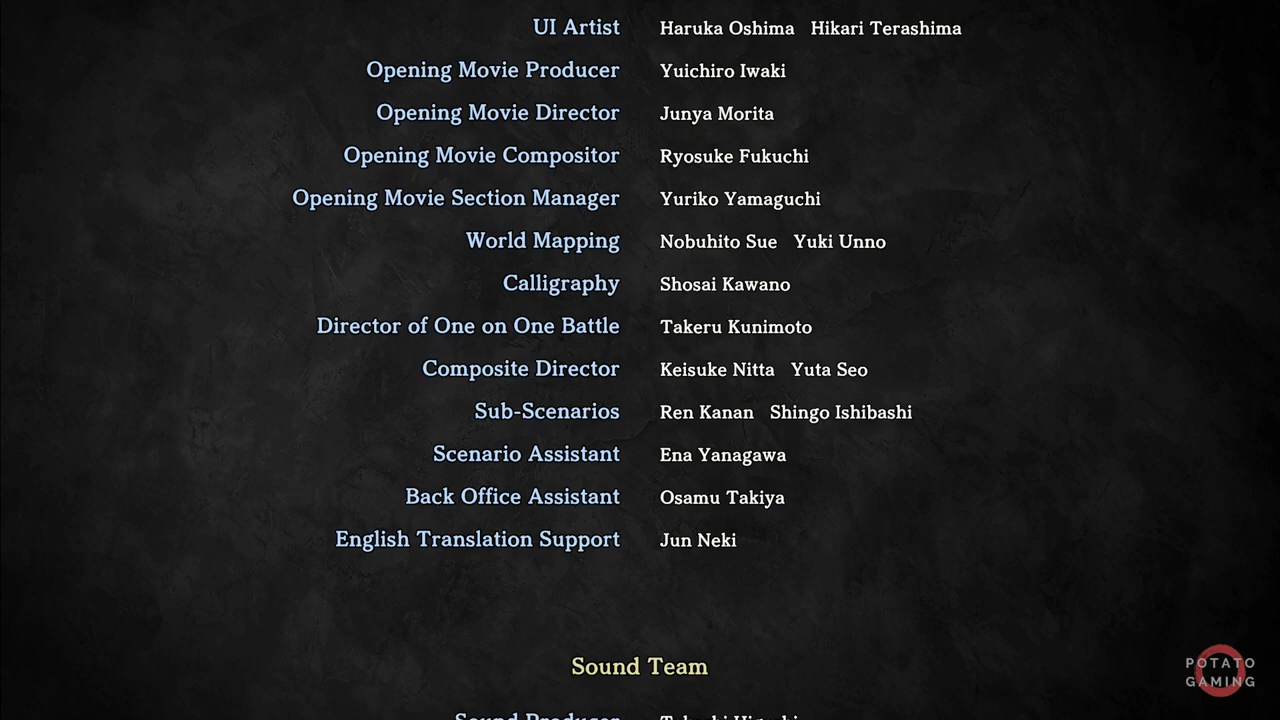 UI Artist Haruka Oshima Hikari Terashima
Opening Movie Producer Yuichiro Iwaki
Opening Movie Director Junya Morita
Opening Movie Compositor Ryosuke Fukuchi
Opening Movie Section Manager Yuriko Yamaguchi
World Mapping Nobuhito Sue Yuki Unno
Calligraphy Shosai Kawano
Director of One on One Battle Takeru Kunimoto
Composite Director Keisuke Nitta Yuta Seo
Sub-Scenarios Ren Kanan Shingo Ishibashi
Scenario Assistant Ena Yanagawa
Back Office Assistant Osamu Takiya
English Translation Support Jun Neki
Sound Team
POTATO
GAMING
Sound Producer